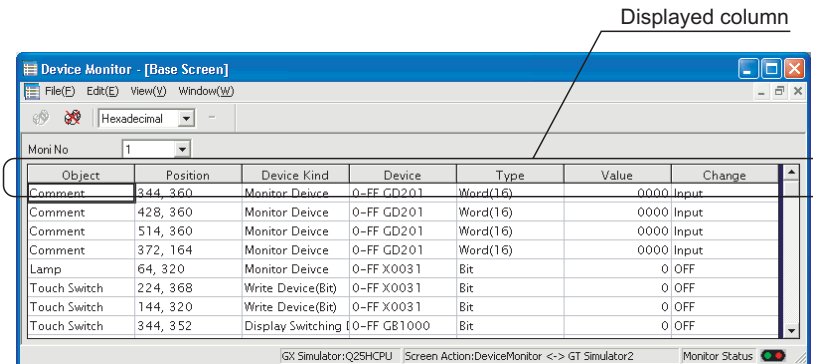 Displayed column
Device Monitor - [Base Screen]
File(F) Edit(E) View(V) Window(W)
Hexadecimal
Moni No 1
Object Position Device Kind Device Type Value Change
Comment 344, 360 Monitor Deivce 0-FF GD201 Word(16) 0000 Input
Comment 428, 360 Monitor Deivce 0-FF GD201 Word(16) 0000 Input
Comment 514, 360 Monitor Deivce 0-FF GD201 Word(16) 0000 Input
Comment 372, 164 Monitor Deivce 0-FF GD201 Word(16) 0000 Input
Lamp 64, 320 Monitor Deivce 0-FF X0031 Bit 0 OFF
Touch Switch 224, 368 Write Device(Bit) 0-FF X0031 Bit 0 OFF
Touch Switch 144, 320 Write Device(Bit) 0-FF X0031 Bit 0 OFF
Touch Switch 344, 352 Display Switching 0-FF GB1000 Bit 0 OFF
GX Simulator:Q25HCPU Screen Action:DeviceMonitor <-> GT Simulator2 Monitor Status